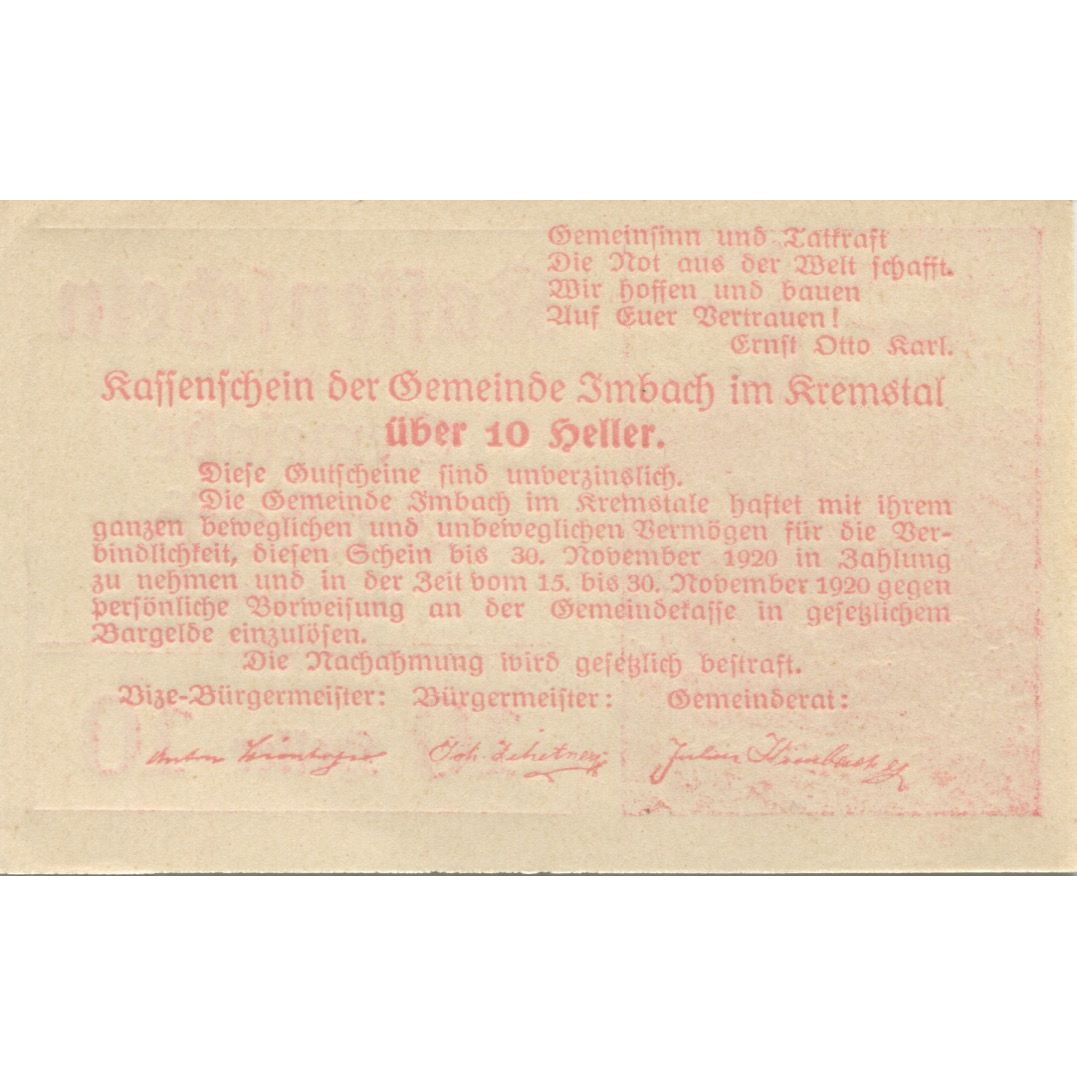 Gemeinsinn und Tatkraft
Die Not aus der Welt schafft.
Wir hoffen und bauen
Auf Euer Vertrauen!
Ernst Otto Karl.
Kassenschein der Gemeinde Imbach im Kremstal
über 10 Heller.
Diese Gutscheine sind unverzinslich.
Die Gemeinde Imbach im Kremstale haftet mit ihrem
ganzen beweglichen und unbeweglichen Vermögen für die Ver-
bindlichkeit, diesen Schein bis 30. November 1920 in Zahlung
zu nehmen und in der Zeit vom 15. bis 30. November 1920 gegen
persönliche Vorweisung an der Gemeindekasse in gesetzlichem
Bargelde einzulösen.
Die Nachahmung wird gesetzlich bestraft.
Vize-Bürgermeister: Bürgermeister: Gemeinderat:
Anton Joh.